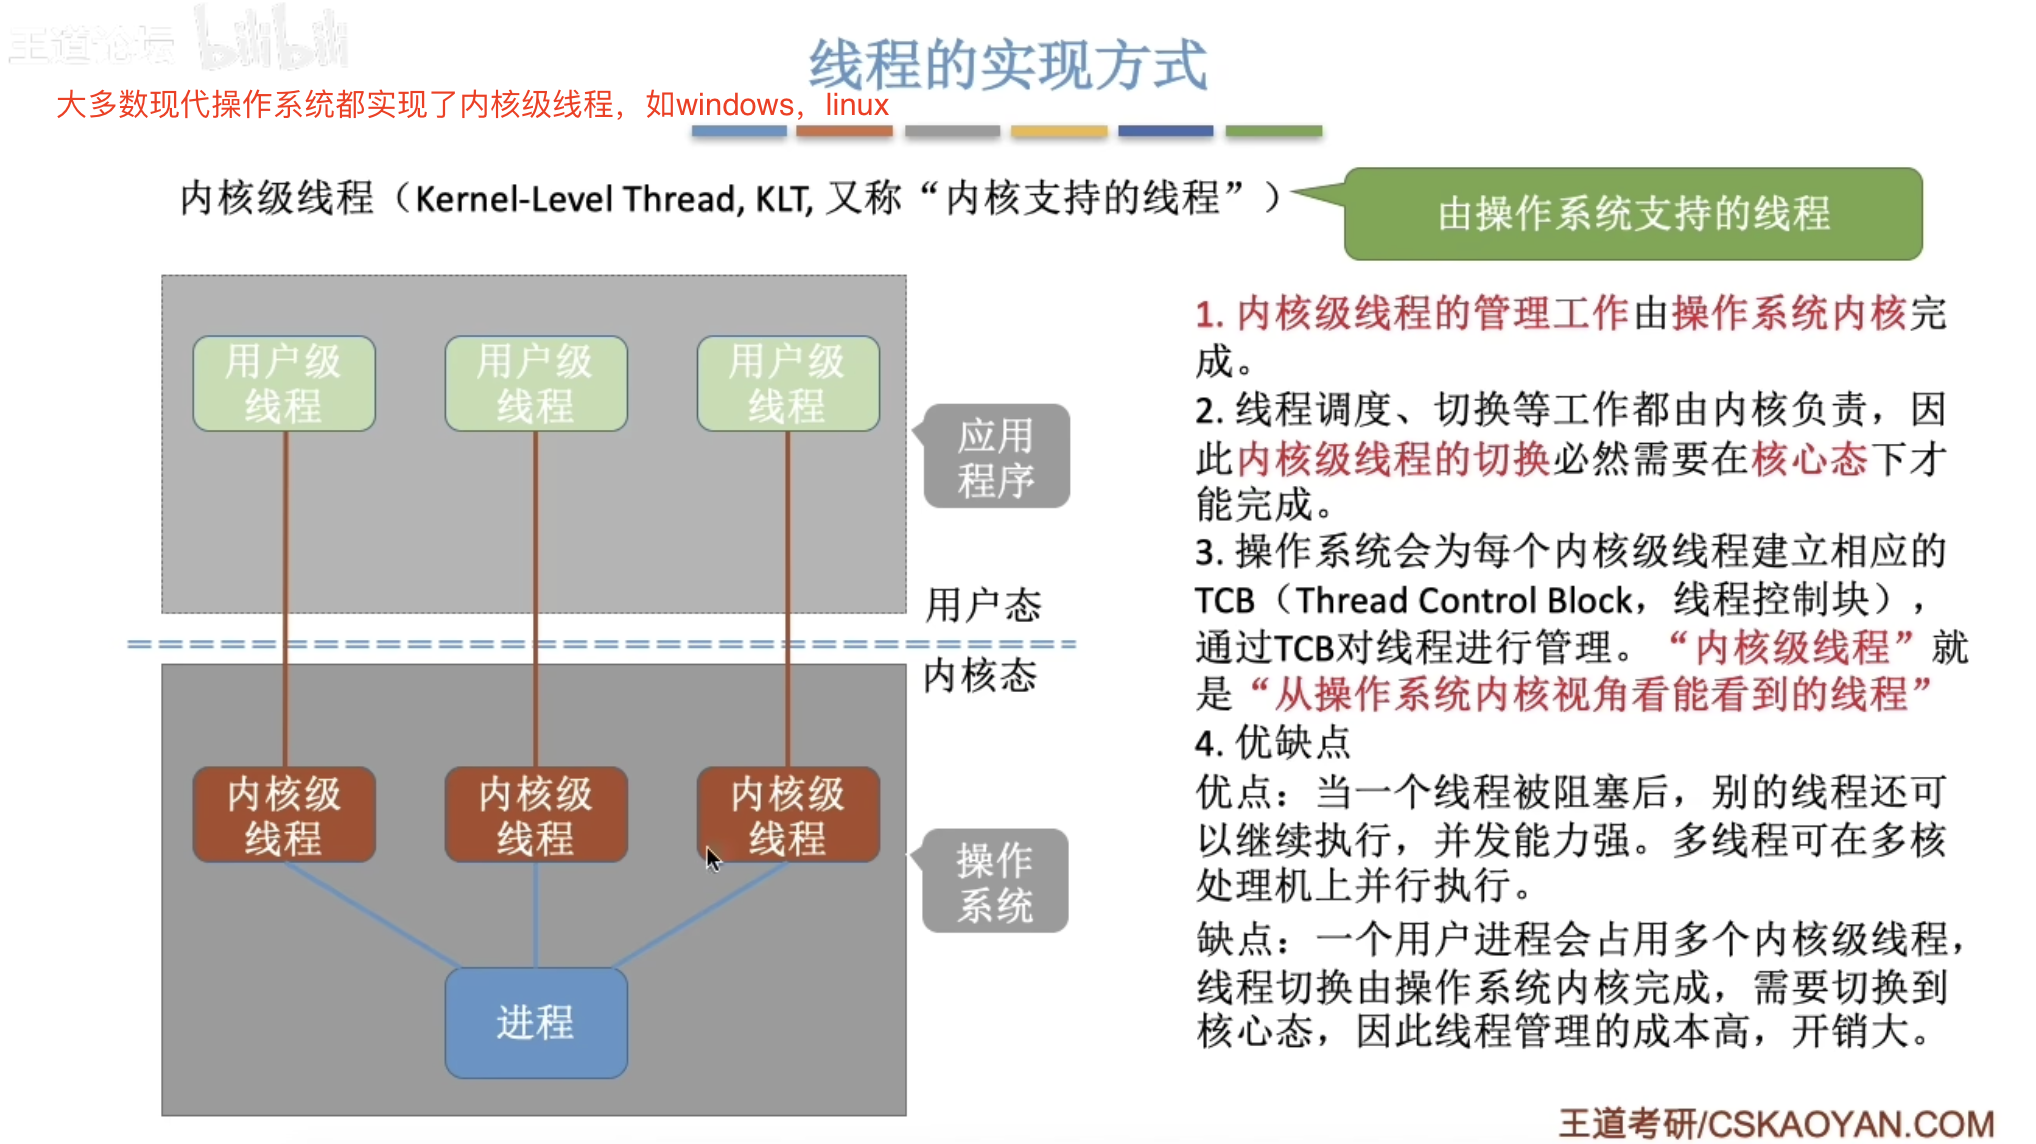 王道论坛 bilibili
线程的实现方式
大多数现代操作系统都实现了内核级线程，如windows，linux
内核级线程（Kernel-Level Thread, KLT, 又称“内核支持的线程”）
由操作系统支持的线程
用户级
线程
用户级
线程
用户级
线程
应用
程序
用户态
内核态
内核级
线程
内核级
线程
内核级
线程
操作
系统
进程
1. 内核级线程的管理工作由操作系统内核完
成。
2. 线程调度、切换等工作都由内核负责，因
此内核级线程的切换必然需要在核心态下才
能完成。
3. 操作系统会为每个内核级线程建立相应的
TCB（Thread Control Block，线程控制块），
通过TCB对线程进行管理。“内核级线程”就
是“从操作系统内核视角看能看到的线程”
4. 优缺点
优点：当一个线程被阻塞后，别的线程还可
以继续执行，并发能力强。多线程可在多核
处理机上并行执行。
缺点：一个用户进程会占用多个内核级线程，
线程切换由操作系统内核完成，需要切换到
核心态，因此线程管理的成本高，开销大。
王道考研/CSKAOYAN.COM